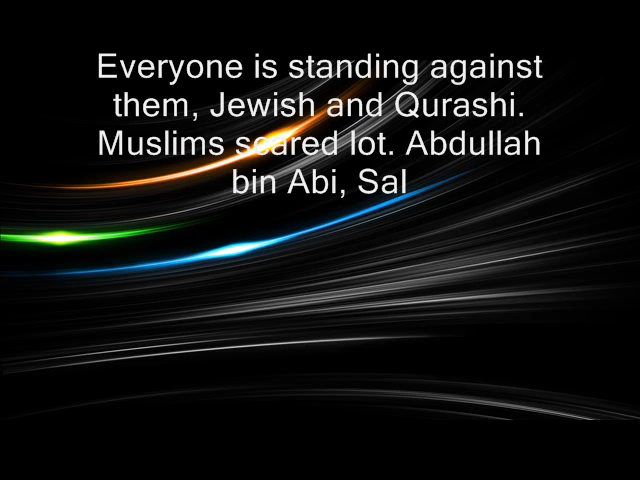 Everyone is standing against
them, Jewish and Qurashi.
Muslims scared lot. Abdullah
bin Abi, Sal